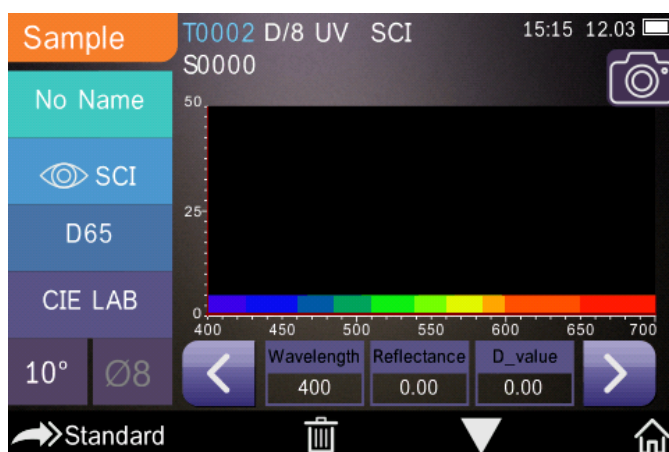 Sample
T0002 D/8 UV SCI 15:15 12.03
S0000
No Name
SCI
D65
CIE LAB
10° Ø8
50
25
0
400 450 500 550 600 650 700
Wavelength Reflectance D_value
400 0.00 0.00
Standard